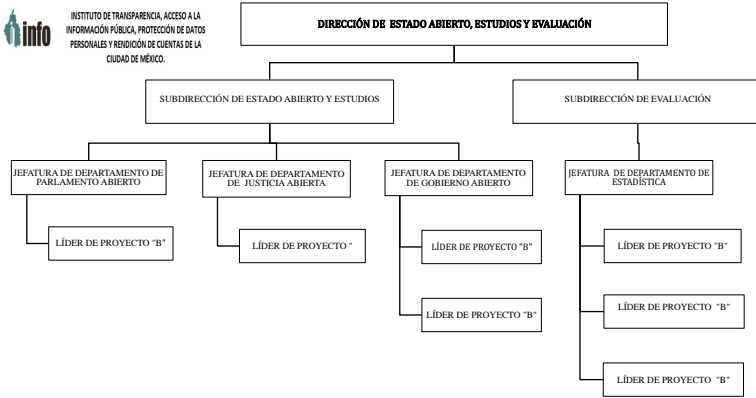 info
INSTITUTO DE TRANSPARENCIA, ACCESO A LA
INFORMACIÓN PÚBLICA, PROTECCIÓN DE DATOS
PERSONALES Y RENDICIÓN DE CUENTAS DE LA
CIUDAD DE MÉXICO.
DIRECCIÓN DE ESTADO ABIERTO, ESTUDIOS Y EVALUACIÓN
SUBDIRECCIÓN DE ESTADO ABIERTO Y ESTUDIOS
SUBDIRECCIÓN DE EVALUACIÓN
JEFATURA DE DEPARTAMENTO DE
PARLAMENTO ABIERTO
JEFATURA DE DEPARTAMENTO
DE JUSTICIA ABIERTA
JEFATURA DE DEPARTAMENTO
DE GOBIERNO ABIERTO
JEFATURA DE DEPARTAMENTO DE
ESTADÍSTICA
LÍDER DE PROYECTO "B"
LÍDER DE PROYECTO "
LÍDER DE PROYECTO "B"
LÍDER DE PROYECTO "B"
LÍDER DE PROYECTO "B"
LÍDER DE PROYECTO "B"
LÍDER DE PROYECTO "B"